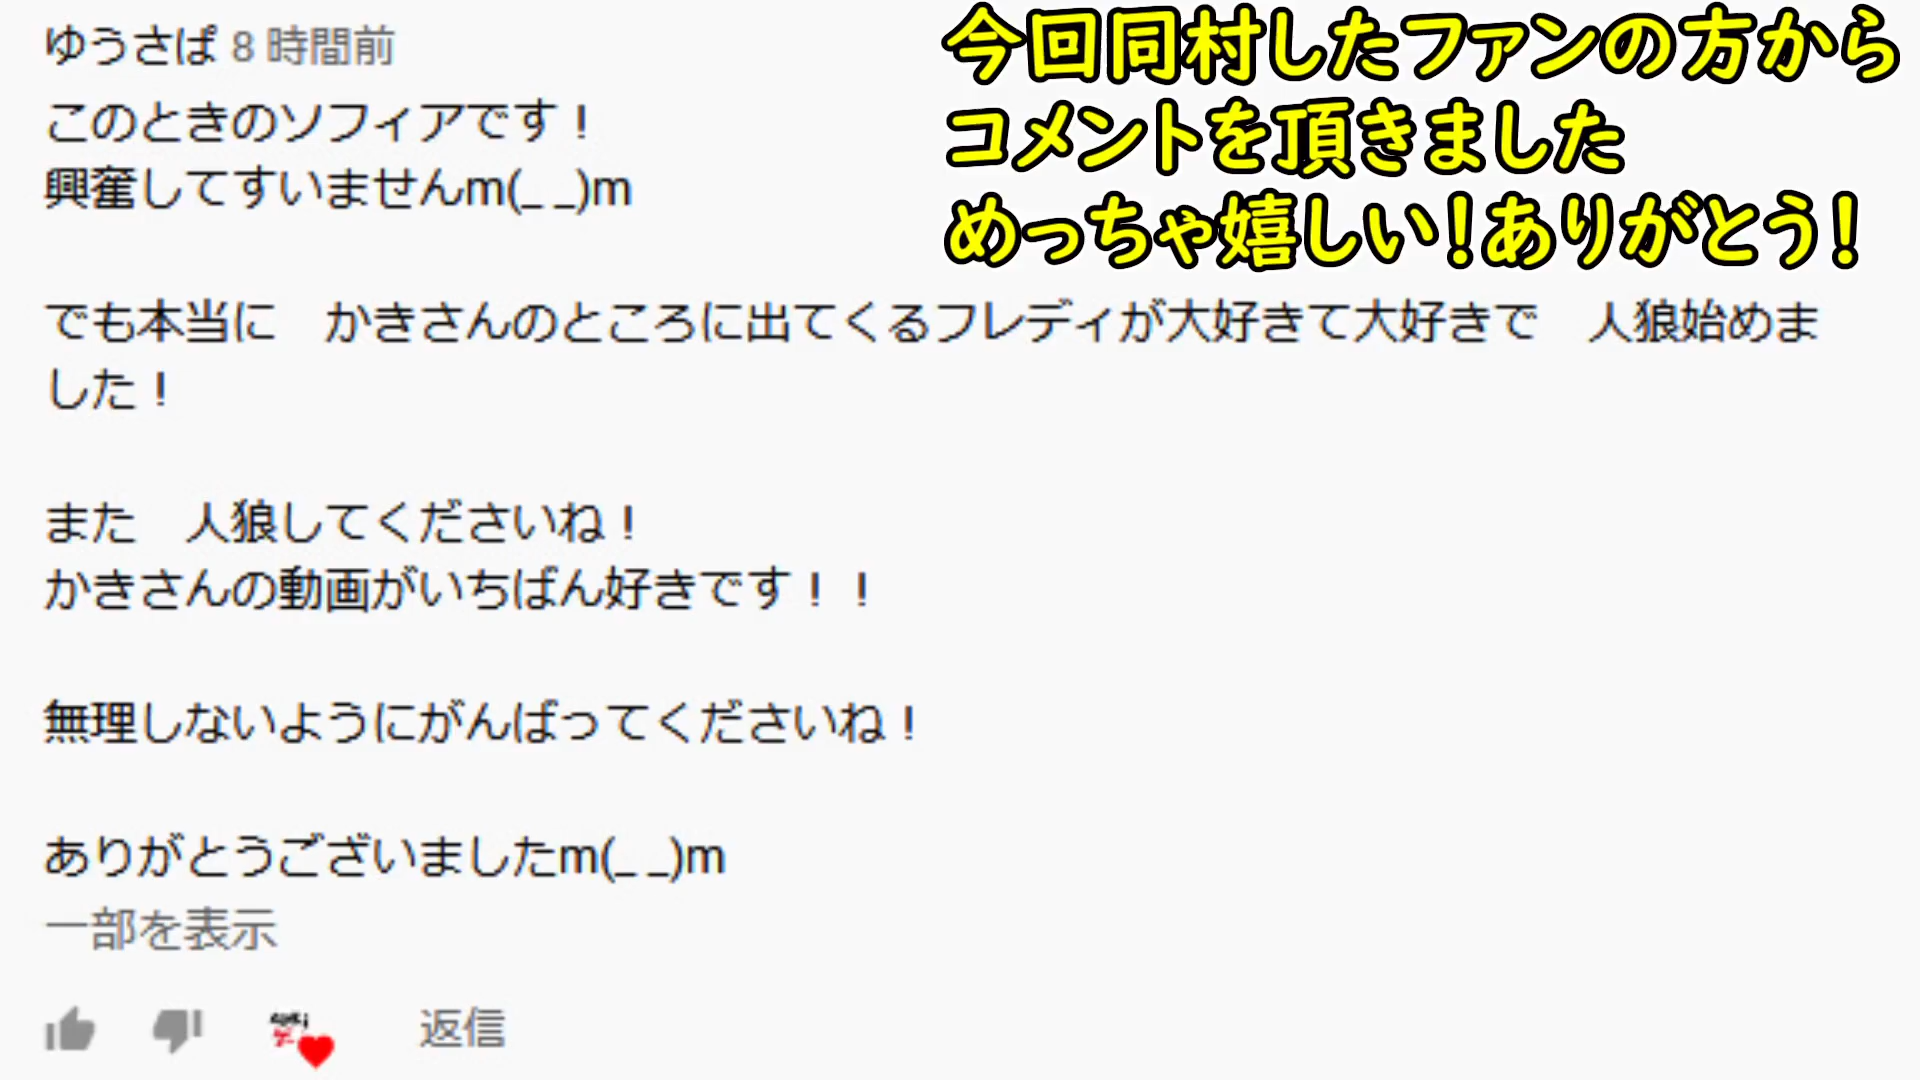 ゆうさば 8 時間前
このときのソフィアです！
興奮してすいませんm(_ _)m
でも本当に　かきさんのところに出てくるフレディが大好きて大好きで　人狼始めま
した！
また　人狼してくださいね！
かきさんの動画がいちばん好きです！！
無理しないようにがんばってくださいね！
ありがとうございましたm(_ _)m
一部を表示
返信
今回同村したファンの方から
コメントを頂きました
めっちゃ嬉しい！ありがとう！